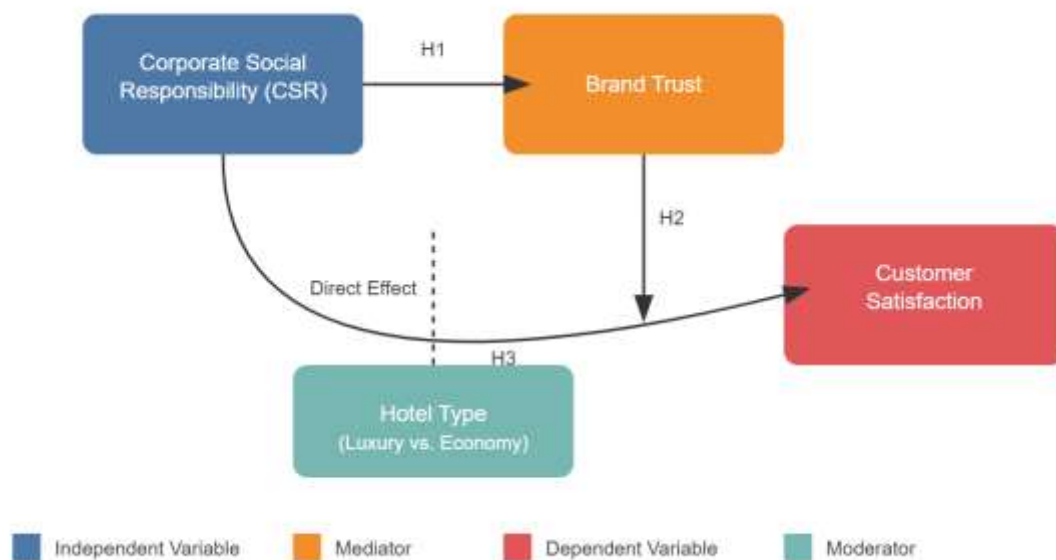 Corporate Social
Responsibility (CSR)
H1
Brand Trust
H2
Customer
Satisfaction
Direct Effect
H3
Hotel Type
(Luxury vs. Economy)
Independent Variable
Mediator
Dependent Variable
Moderator